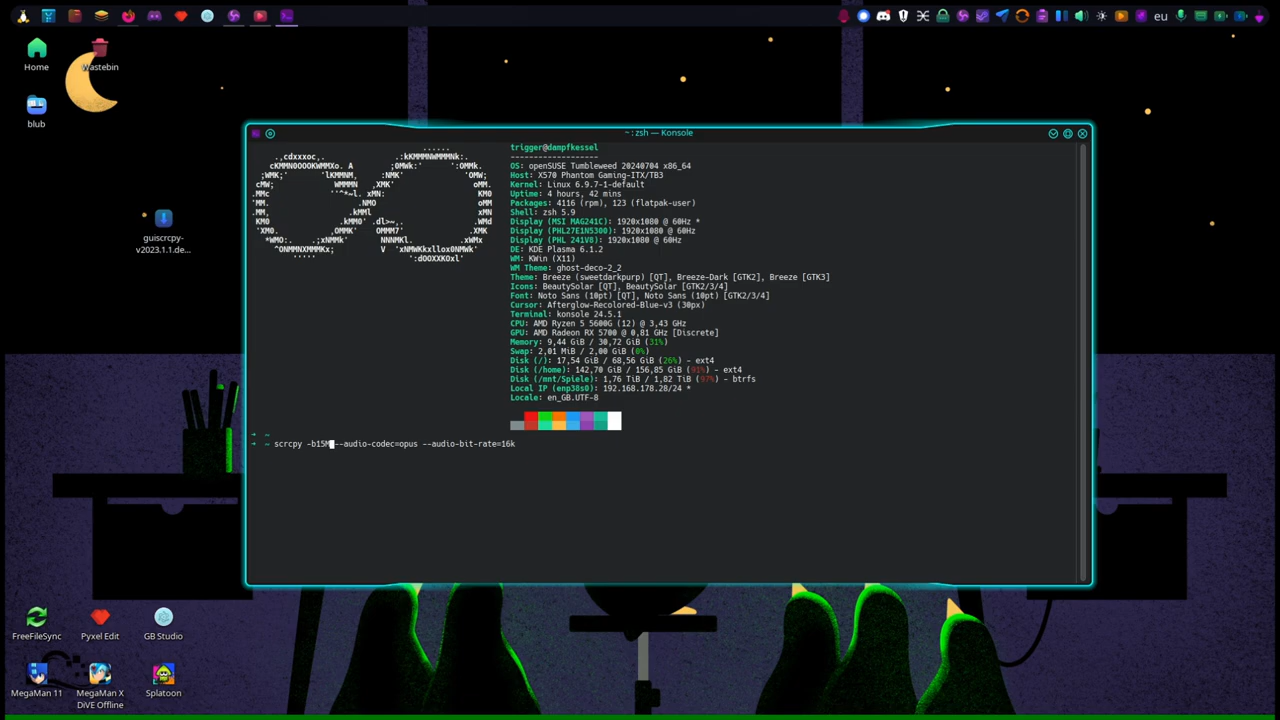 eu
Home
Wastebin
blub
guiscrcpy-
v2023.1.1.de...
~ : zsh — Konsole
trigger@dampfkessel
-------------------
OS: openSUSE Tumbleweed 20240704 x86_64
Host: X570 Phantom Gaming-ITX/TB3
Kernel: Linux 6.9.7-1-default
Uptime: 4 hours, 42 mins
Packages: 4116 (rpm), 123 (flatpak-user)
Shell: zsh 5.9
Display (MSI MAG241C): 1920x1080 @ 60Hz *
Display (PHL27E1N5300): 1920x1080 @ 60Hz
Display (PHL 241V8): 1920x1080 @ 60Hz
DE: KDE Plasma 6.1.2
WM: KWin (X11)
WM Theme: ghost-deco-2_2
Theme: Breeze (sweetdarkpurp) [QT], Breeze-Dark [GTK2], Breeze [GTK3]
Icons: BeautySolar [QT], BeautySolar [GTK2/3/4]
Font: Noto Sans (10pt) [QT], Noto Sans (10pt) [GTK2/3/4]
Cursor: Afterglow-Recolored-Blue-v3 (30px)
Terminal: konsole 24.5.1
CPU: AMD Ryzen 5 5600G (12) @ 3,43 GHz
GPU: AMD Radeon RX 5700 @ 0,81 GHz [Discrete]
Memory: 9,44 GiB / 30,72 GiB (31%)
Swap: 2,01 MiB / 2,00 GiB (0%)
Disk (/): 17,54 GiB / 68,56 GiB (26%) - ext4
Disk (/home): 142,70 GiB / 156,85 GiB (91%) - ext4
Disk (/mnt/Spiele): 1,76 TiB / 1,82 TiB (97%) - btrfs
Local IP (enp38s0): 192.168.178.28/24 *
Locale: en_GB.UTF-8
➜ ~
➜ ~ scrcpy -b15M --audio-codec=opus --audio-bit-rate=16k
FreeFileSync
Pyxel Edit
GB Studio
MegaMan 11
MegaMan X
DiVE Offline
Splatoon